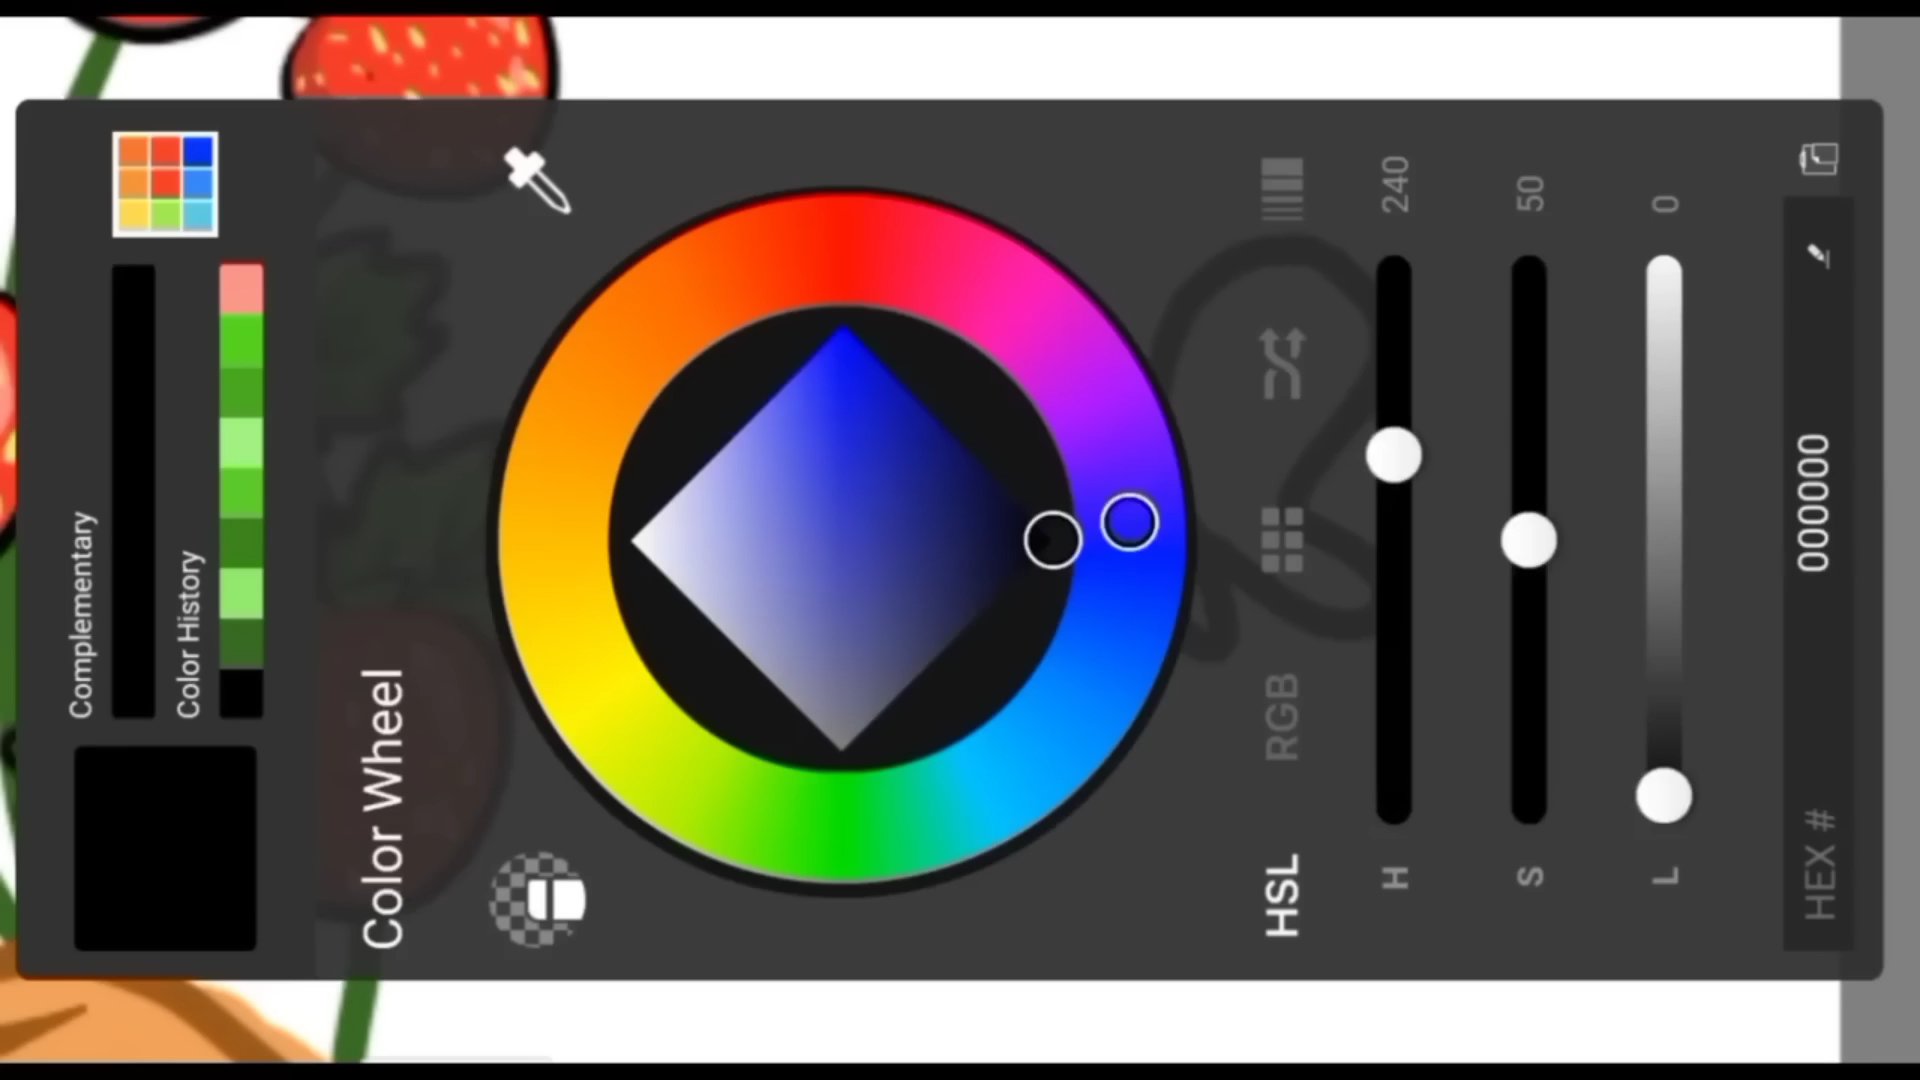 Complementary
Color History
Color Wheel
HSL RGB
H 240
S 50
L 0
HEX # 000000